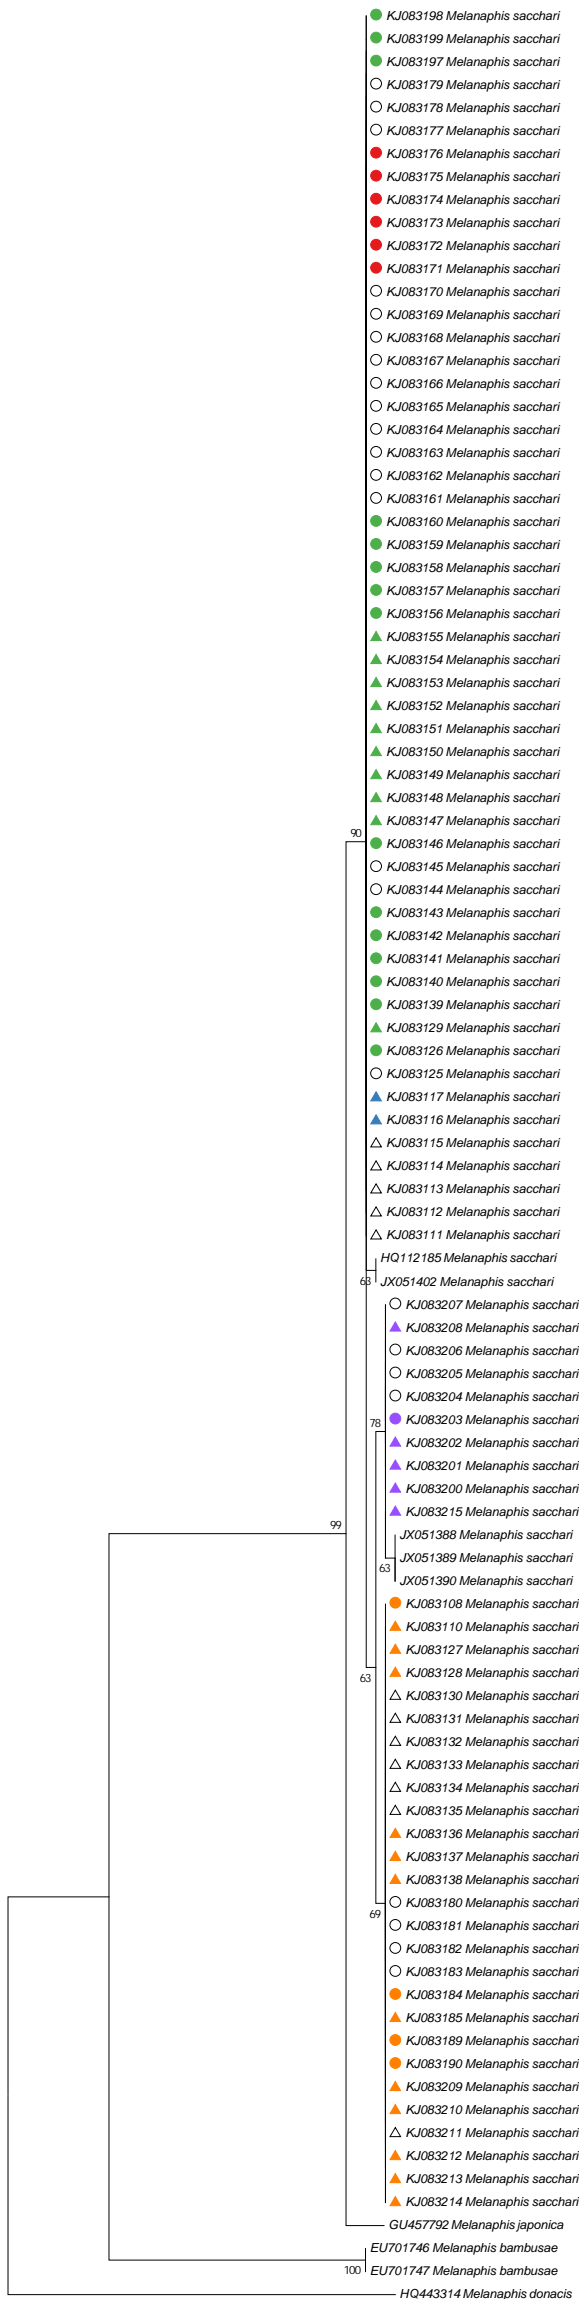 KJ083198 Melanaphis sacchari
KJ083199 Melanaphis sacchari
KJ083197 Melanaphis sacchari
KJ083179 Melanaphis sacchari
KJ083178 Melanaphis sacchari
KJ083177 Melanaphis sacchari
KJ083176 Melanaphis sacchari
KJ083175 Melanaphis sacchari
KJ083174 Melanaphis sacchari
KJ083173 Melanaphis sacchari
KJ083172 Melanaphis sacchari
KJ083171 Melanaphis sacchari
KJ083170 Melanaphis sacchari
KJ083169 Melanaphis sacchari
KJ083168 Melanaphis sacchari
KJ083167 Melanaphis sacchari
KJ083166 Melanaphis sacchari
KJ083165 Melanaphis sacchari
KJ083164 Melanaphis sacchari
KJ083163 Melanaphis sacchari
KJ083162 Melanaphis sacchari
KJ083161 Melanaphis sacchari
KJ083160 Melanaphis sacchari
KJ083159 Melanaphis sacchari
KJ083158 Melanaphis sacchari
KJ083157 Melanaphis sacchari
KJ083156 Melanaphis sacchari
KJ083155 Melanaphis sacchari
KJ083154 Melanaphis sacchari
KJ083153 Melanaphis sacchari
KJ083152 Melanaphis sacchari
KJ083151 Melanaphis sacchari
KJ083150 Melanaphis sacchari
KJ083149 Melanaphis sacchari
KJ083148 Melanaphis sacchari
KJ083147 Melanaphis sacchari
90
KJ083146 Melanaphis sacchari
KJ083145 Melanaphis sacchari
KJ083144 Melanaphis sacchari
KJ083143 Melanaphis sacchari
KJ083142 Melanaphis sacchari
KJ083141 Melanaphis sacchari
KJ083140 Melanaphis sacchari
KJ083139 Melanaphis sacchari
KJ083129 Melanaphis sacchari
KJ083126 Melanaphis sacchari
KJ083125 Melanaphis sacchari
KJ083117 Melanaphis sacchari
KJ083116 Melanaphis sacchari
KJ083115 Melanaphis sacchari
KJ083114 Melanaphis sacchari
KJ083113 Melanaphis sacchari
KJ083112 Melanaphis sacchari
KJ083111 Melanaphis sacchari
HQ112185 Melanaphis sacchari
63
JX051402 Melanaphis sacchari
KJ083207 Melanaphis sacchari
KJ083208 Melanaphis sacchari
KJ083206 Melanaphis sacchari
KJ083205 Melanaphis sacchari
KJ083204 Melanaphis sacchari
KJ083203 Melanaphis sacchari
78
KJ083202 Melanaphis sacchari
KJ083201 Melanaphis sacchari
KJ083200 Melanaphis sacchari
KJ083215 Melanaphis sacchari
99
JX051388 Melanaphis sacchari
JX051389 Melanaphis sacchari
63
JX051390 Melanaphis sacchari
KJ083108 Melanaphis sacchari
KJ083110 Melanaphis sacchari
KJ083127 Melanaphis sacchari
KJ083128 Melanaphis sacchari
63
KJ083130 Melanaphis sacchari
KJ083131 Melanaphis sacchari
KJ083132 Melanaphis sacchari
KJ083133 Melanaphis sacchari
KJ083134 Melanaphis sacchari
KJ083135 Melanaphis sacchari
KJ083136 Melanaphis sacchari
KJ083137 Melanaphis sacchari
KJ083138 Melanaphis sacchari
KJ083180 Melanaphis sacchari
69
KJ083181 Melanaphis sacchari
KJ083182 Melanaphis sacchari
KJ083183 Melanaphis sacchari
KJ083184 Melanaphis sacchari
KJ083185 Melanaphis sacchari
KJ083189 Melanaphis sacchari
KJ083190 Melanaphis sacchari
KJ083209 Melanaphis sacchari
KJ083210 Melanaphis sacchari
KJ083211 Melanaphis sacchari
KJ083212 Melanaphis sacchari
KJ083213 Melanaphis sacchari
KJ083214 Melanaphis sacchari
GU457792 Melanaphis japonica
EU701746 Melanaphis bambusae
100
EU701747 Melanaphis bambusae
HQ443314 Melanaphis donacis